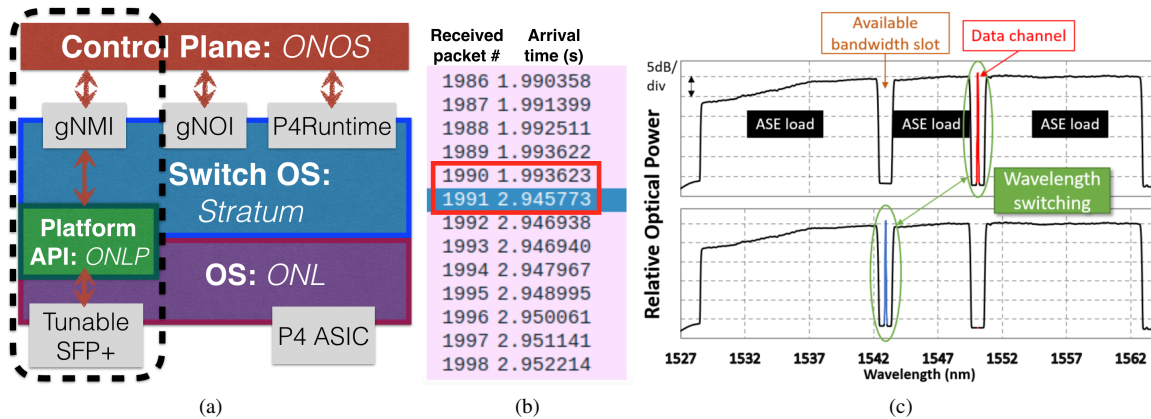 Control Plane: ONOS
gNMI
gNOI
P4Runtime
Switch OS:
Stratum
Platform
API: ONLP
OS: ONL
Tunable
SFP+
P4 ASIC
(a)
Received Arrival
packet # time (s)
1986 1.990358
1987 1.991399
1988 1.992511
1989 1.993622
1990 1.993623
1991 2.945773
1992 2.946938
1993 2.946940
1994 2.947967
1995 2.948995
1996 2.950061
1997 2.951141
1998 2.952214
(b)
Available
bandwidth slot
Data channel
5dB/
div
ASE load
ASE load
ASE load
Wavelength
switching
Relative Optical Power
1527 1532 1537 1542 1547 1552 1557 1562
Wavelength (nm)
(c)